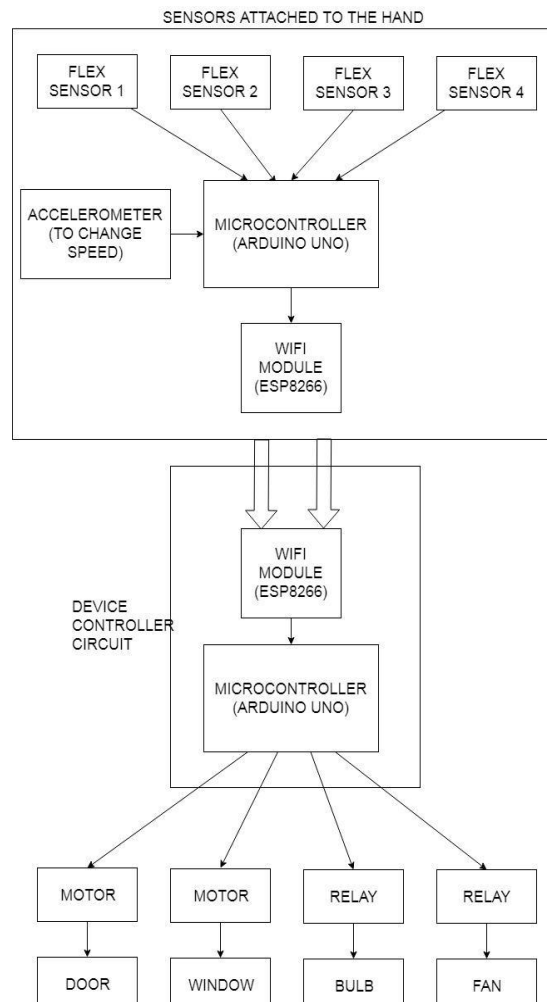 SENSORS ATTACHED TO THE HAND
FLEX
SENSOR 1
FLEX
SENSOR 2
FLEX
SENSOR 3
FLEX
SENSOR 4
ACCELEROMETER
(TO CHANGE
SPEED)
MICROCONTROLLER
(ARDUINO UNO)
WIFI
MODULE
(ESP8266)
WIFI
MODULE
(ESP8266)
DEVICE
CONTROLLER
CIRCUIT
MICROCONTROLLER
(ARDUINO UNO)
MOTOR
MOTOR
RELAY
RELAY
DOOR
WINDOW
BULB
FAN